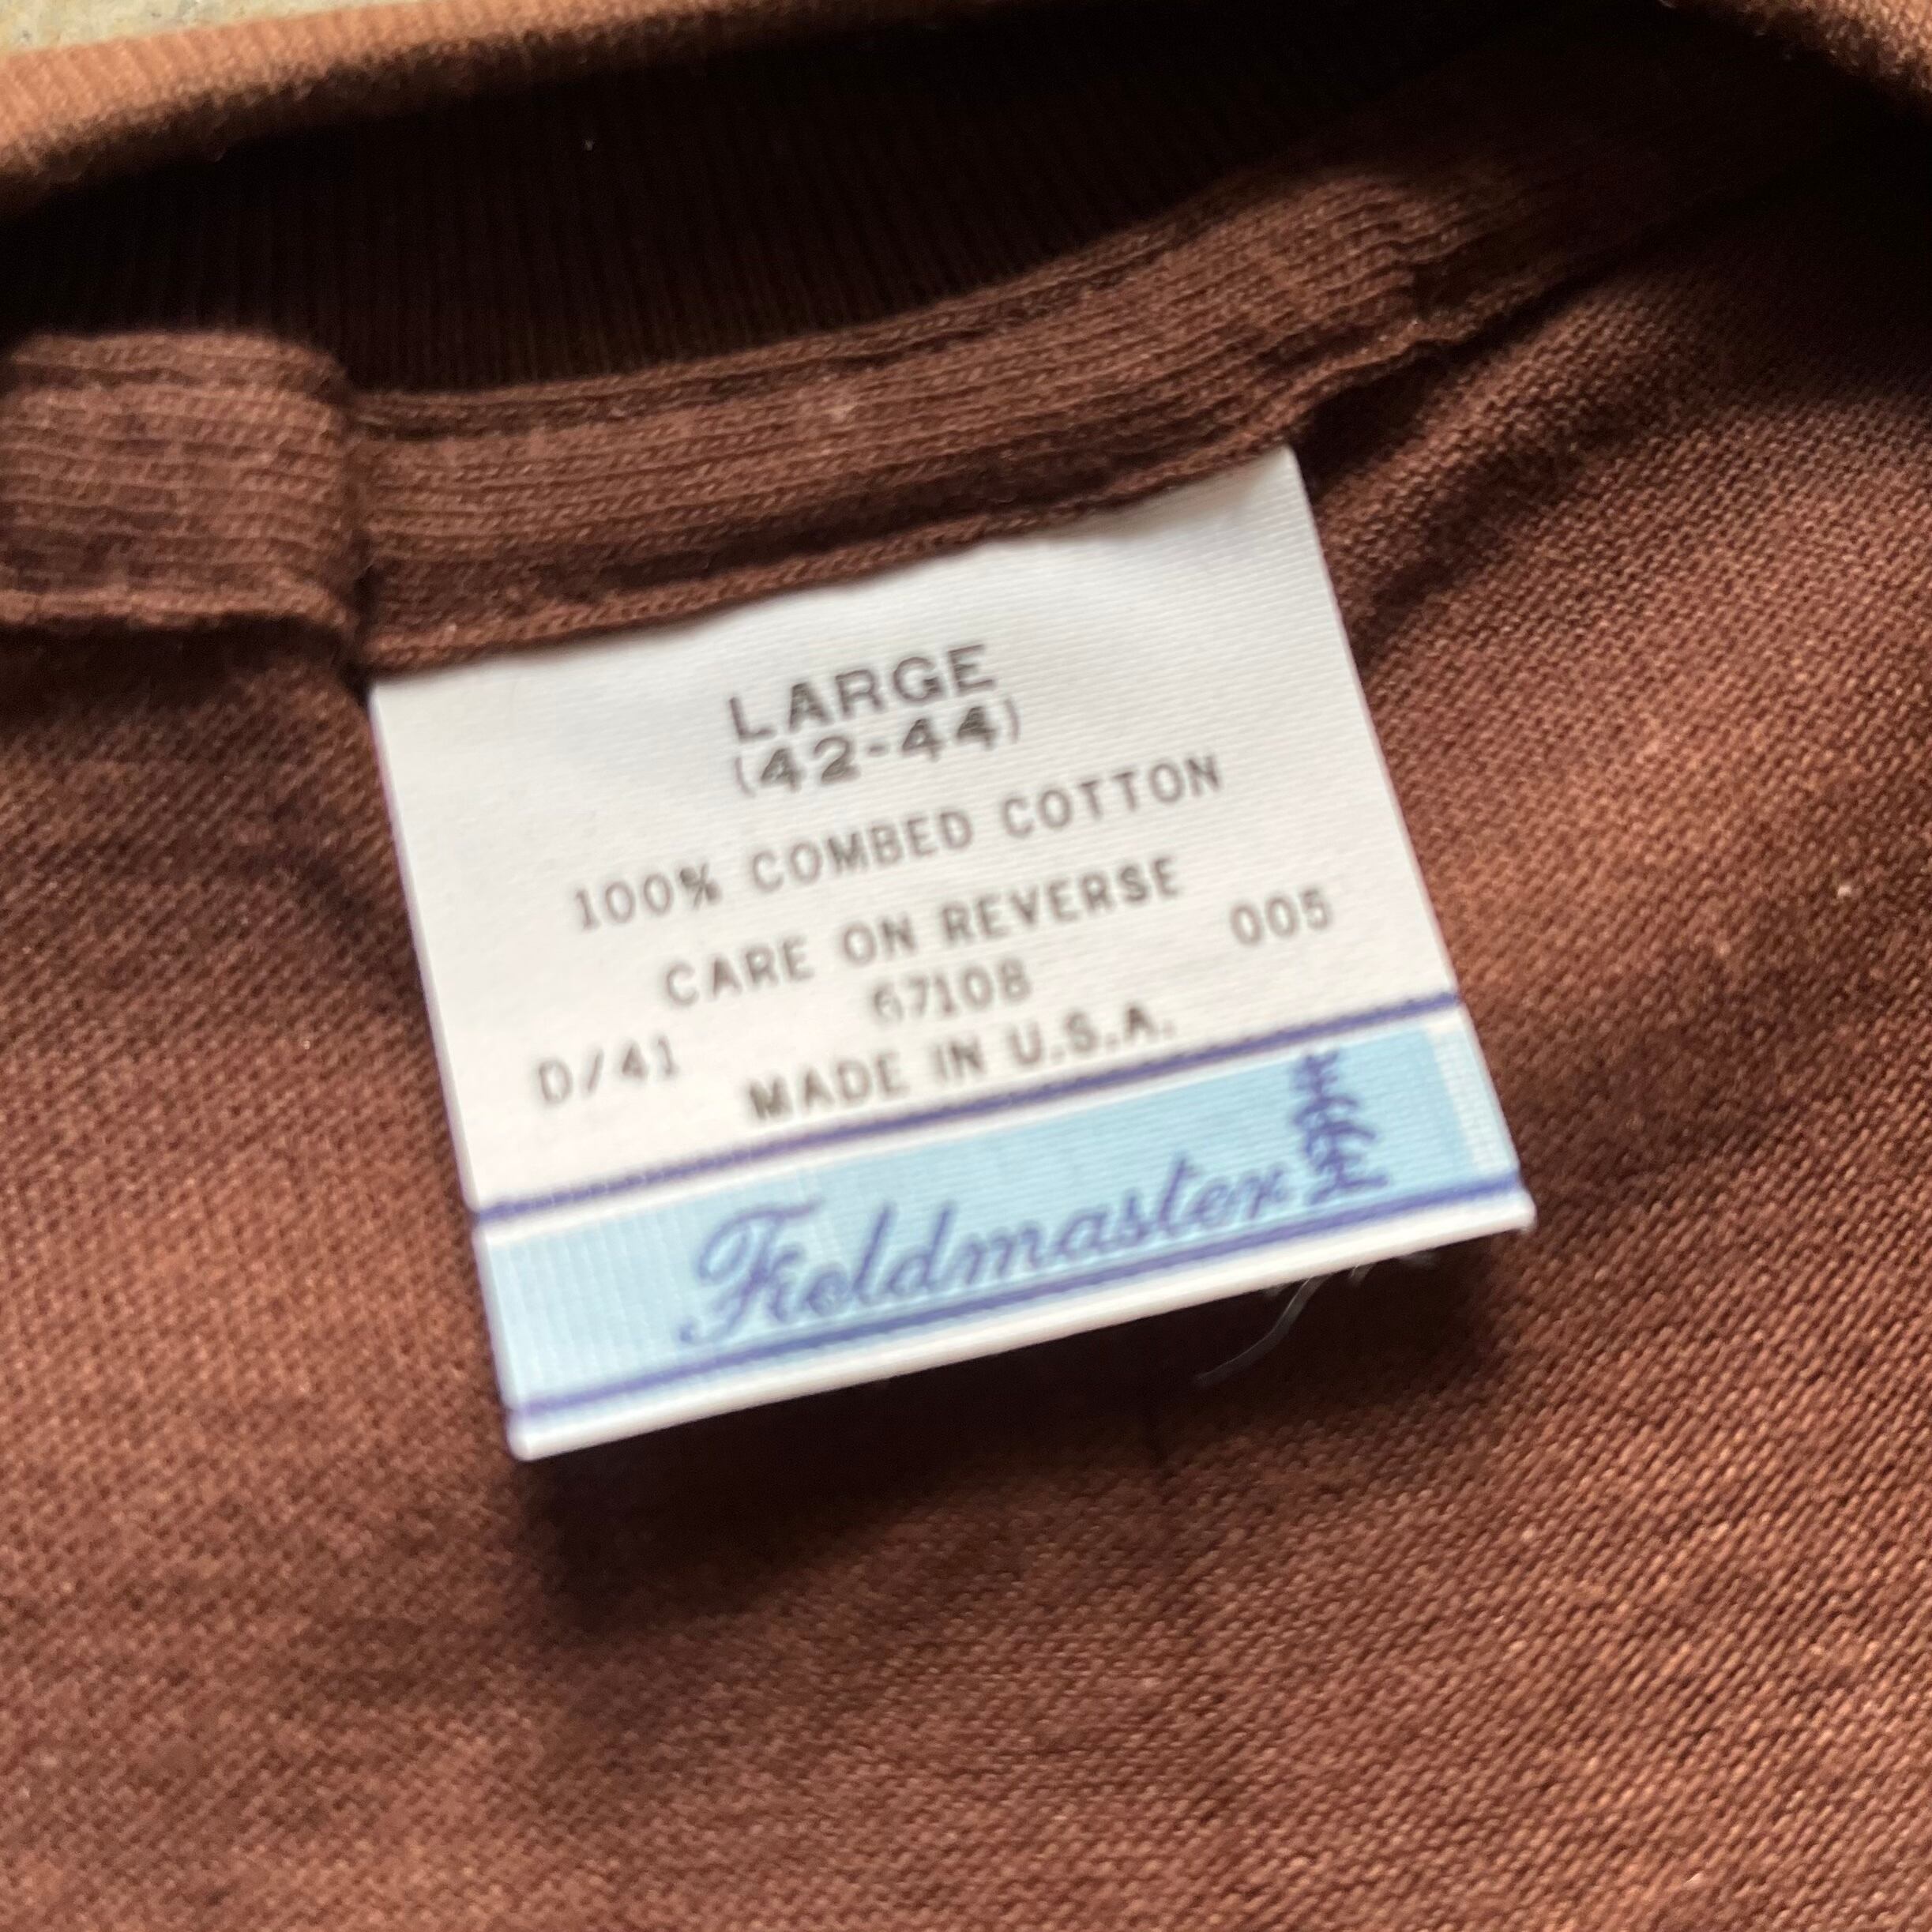 LARGE
(42-44)
100% COMBED COTTON
CARE ON REVERSE
005
67108
D/41
MADE IN U.S.A.
Fieldmaster